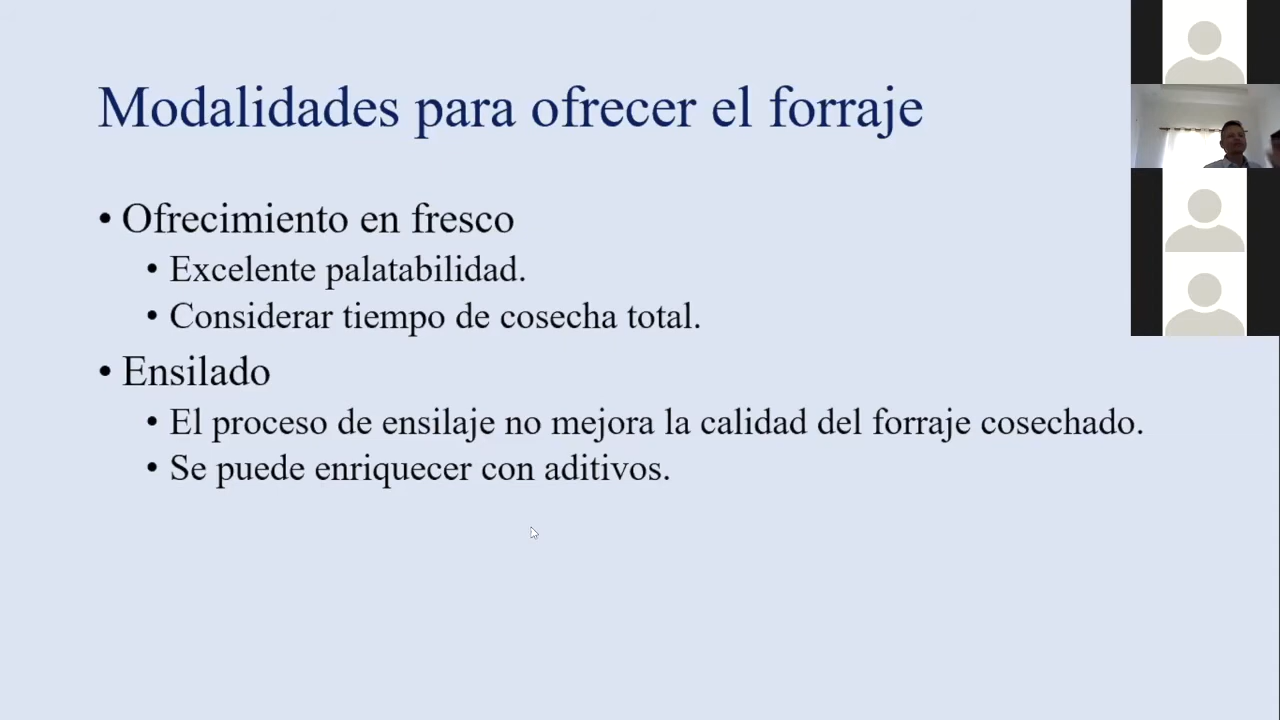 Modalidades para ofrecer el forraje
• Ofrecimiento en fresco
• Excelente palatabilidad.
• Considerar tiempo de cosecha total.
• Ensilado
• El proceso de ensilaje no mejora la calidad del forraje cosechado.
• Se puede enriquecer con aditivos.